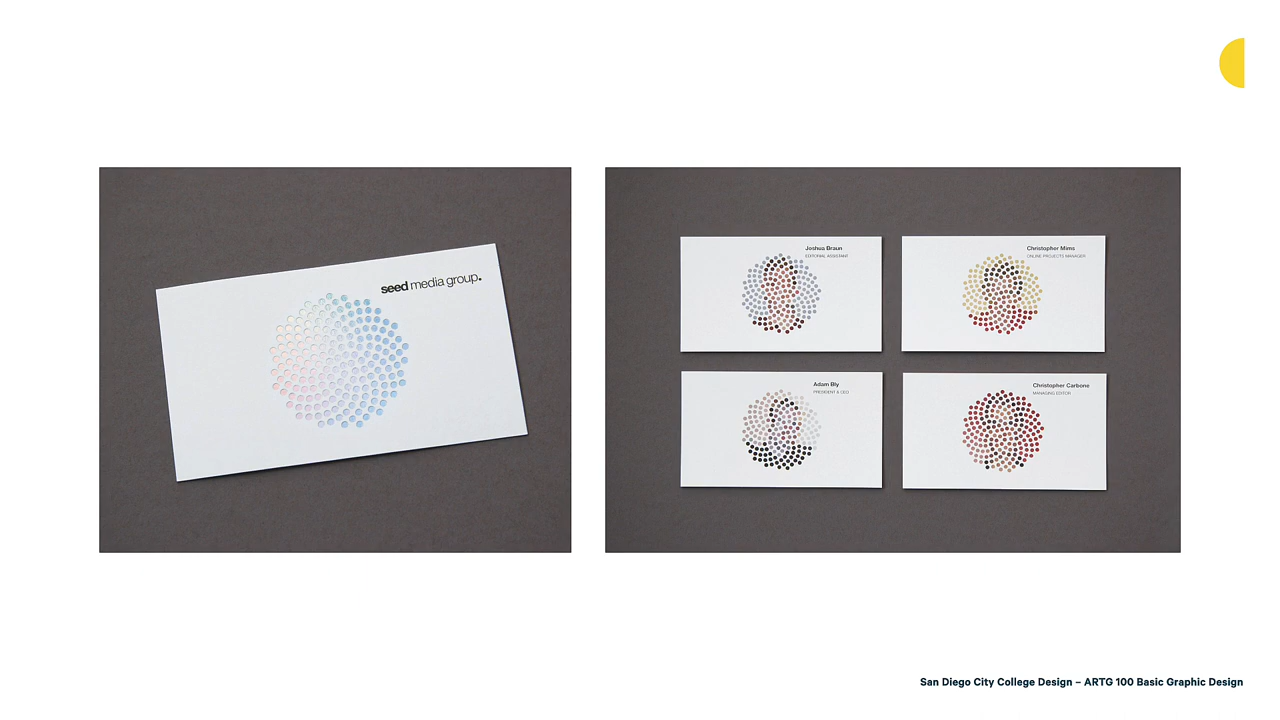 seed media group.
Joshua Braun
EDITORIAL ASSISTANT
Christopher Mims
ONLINE PROJECTS MANAGER
Adam Bly
PRESIDENT & CEO
Christopher Carbone
MANAGING EDITOR
San Diego City College Design – ARTG 100 Basic Graphic Design